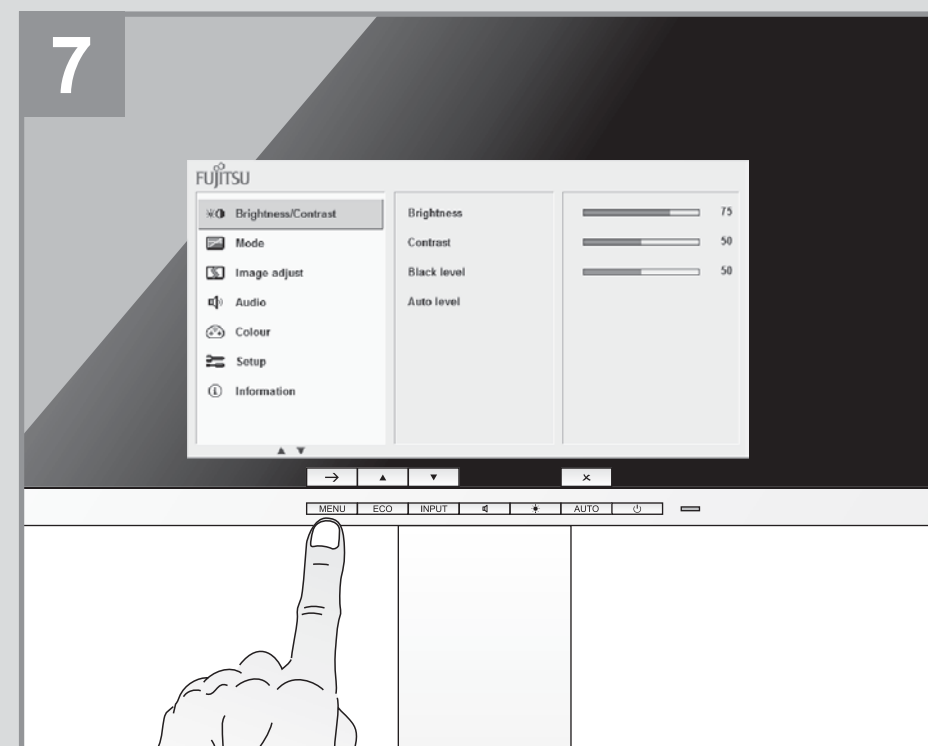 7
FUJITSU
Brightness/Contrast
Mode
Image adjust
Audio
Colour
Setup
Information
Brightness 75
Contrast 50
Black level 50
Auto level
MENU ECO INPUT AUTO